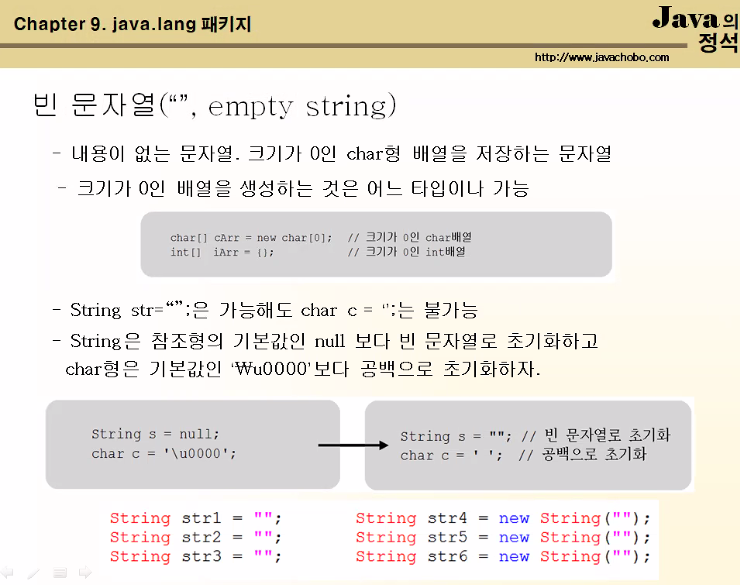 Chapter 9. java.lang 패키지
Java의 정석
http://www.javachobo.com
빈 문자열(“”, empty string)
- 내용이 없는 문자열. 크기가 0인 char형 배열을 저장하는 문자열
- 크기가 0인 배열을 생성하는 것은 어느 타입이나 가능
char[] cArr = new char[0]; // 크기가 0인 char배열
int[] iArr = {}; // 크기가 0인 int배열
- String str=“”;은 가능해도 char c = ‘’;는 불가능
- String은 참조형의 기본값인 null 보다 빈 문자열로 초기화하고
char형은 기본값인 ‘₩u0000’보다 공백으로 초기화하자.
String s = null;
char c = '\u0000';
String s = ""; // 빈 문자열로 초기화
char c = ' '; // 공백으로 초기화
String str1 = "";
String str2 = "";
String str3 = "";
String str4 = new String("");
String str5 = new String("");
String str6 = new String("");